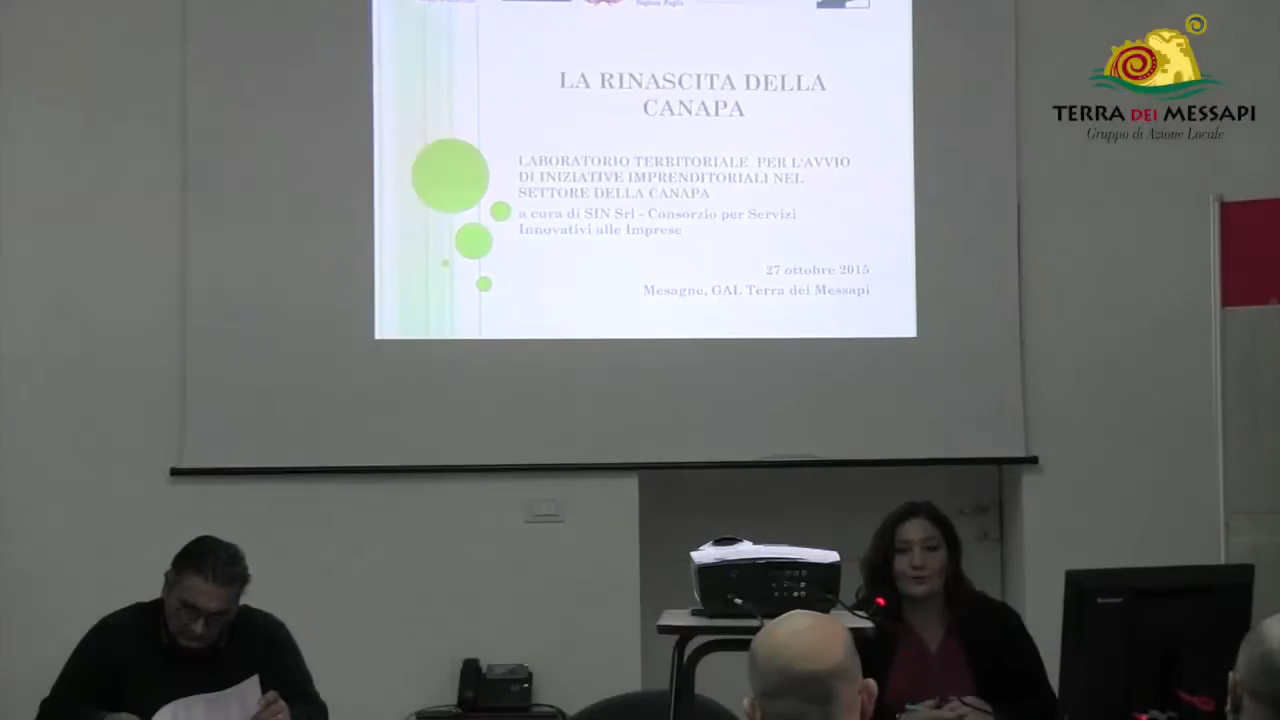 Regione Puglia
LA RINASCITA DELLA
CANAPA
LABORATORIO TERRITORIALE PER L'AVVIO
DI INIZIATIVE IMPRENDITORIALI NEL
SETTORE DELLA CANAPA
a cura di SIN Srl - Consorzio per Servizi
Innovativi alle Imprese
27 ottobre 2015
Mesagne, GAL Terra dei Messapi
TERRA DEI MESSAPI
Gruppo di Azione Locale